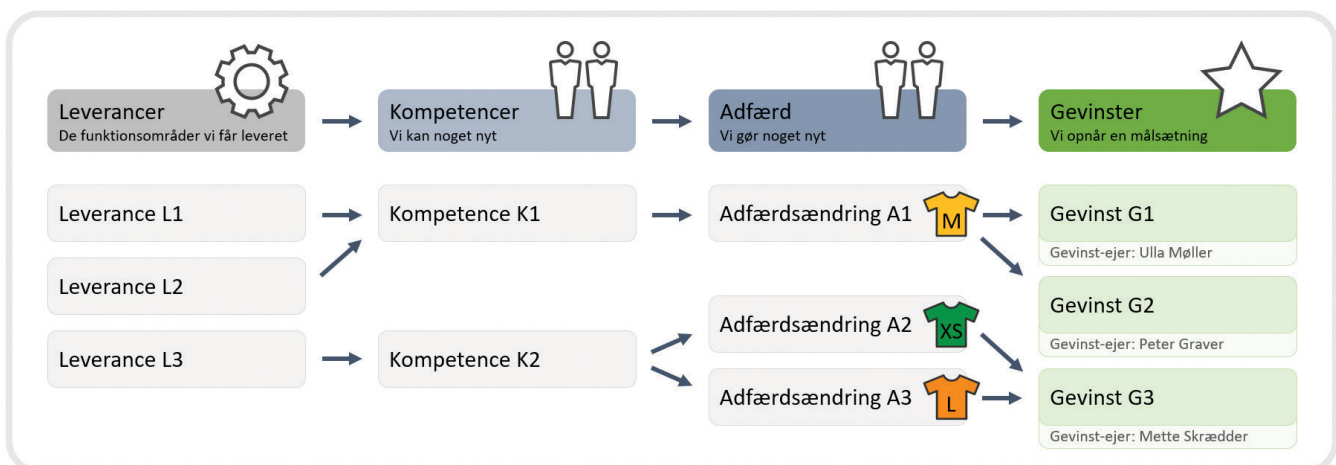 Leverancer
De funktionsområder vi får leveret
Kompetencer
Vi kan noget nyt
Adfærd
Vi gør noget nyt
Gevinster
Vi opnår en målsætning
Leverance L1
Kompetence K1
Adfærdsændring A1
M
Gevinst G1
Gevinst-ejer: Ulla Møller
Leverance L2
Gevinst G2
Gevinst-ejer: Peter Graver
Adfærdsændring A2
XS
Leverance L3
Kompetence K2
Adfærdsændring A3
L
Gevinst G3
Gevinst-ejer: Mette Skrædder